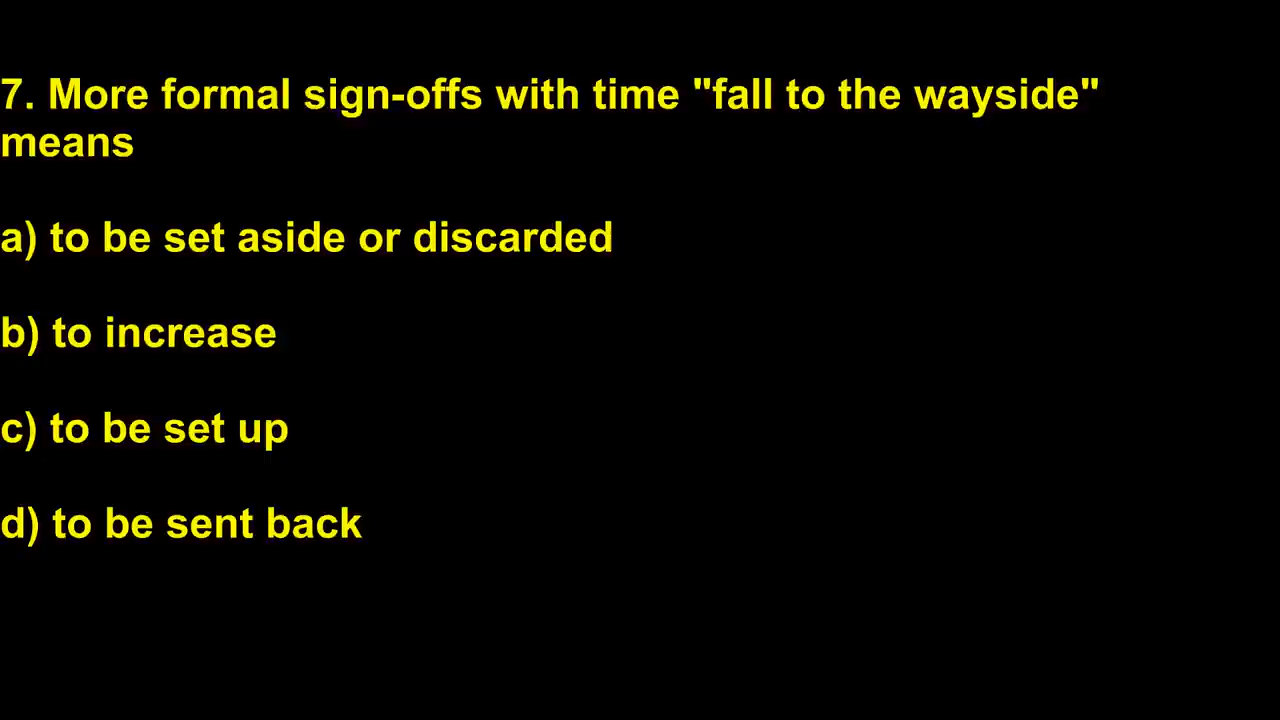 7. More formal sign-offs with time "fall to the wayside"
means
a) to be set aside or discarded
b) to increase
c) to be set up
d) to be sent back